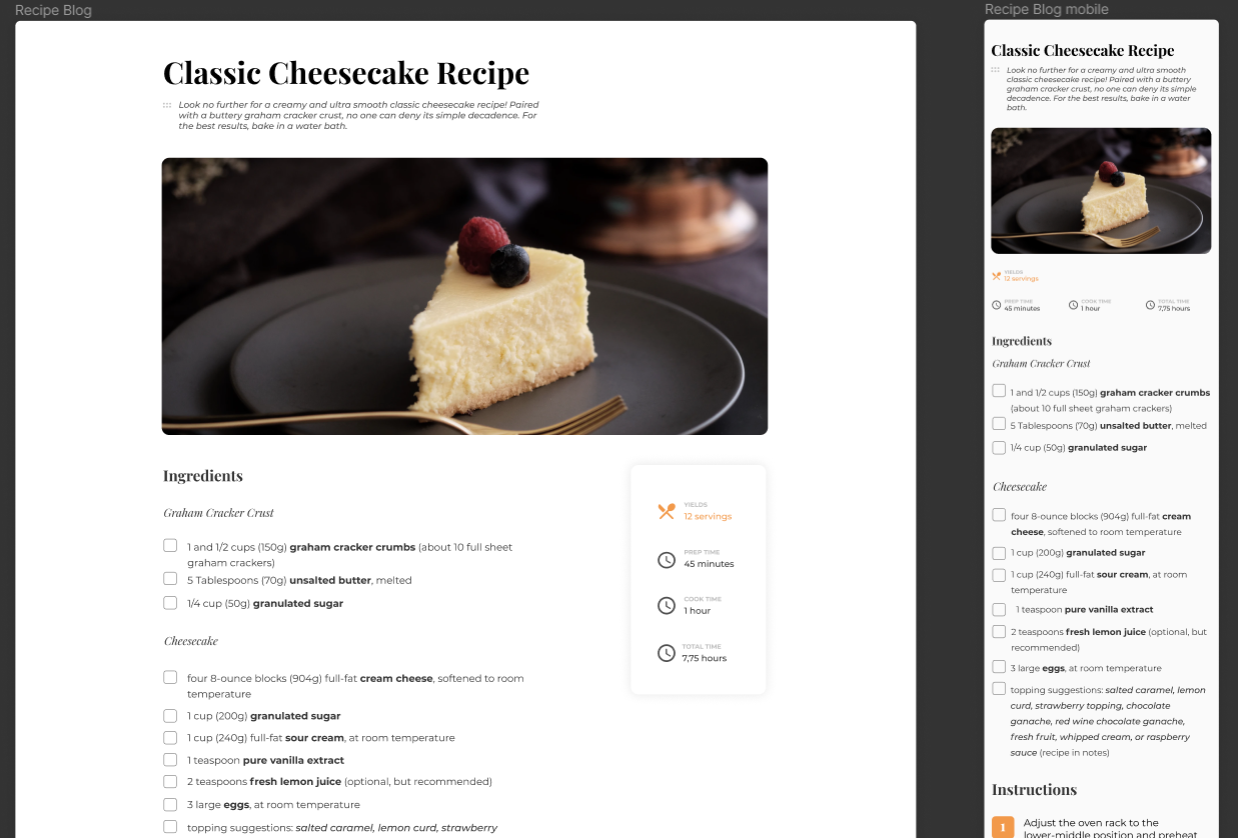 Recipe Blog
Classic Cheesecake Recipe
Look no further for a creamy and ultra smooth classic cheesecake recipe! Paired
with a buttery graham cracker crust, no one can deny its simple decadence. For
the best results, bake in a water bath.
Ingredients
Graham Cracker Crust
1 and 1/2 cups (150g) graham cracker crumbs (about 10 full sheet
graham crackers)
5 Tablespoons (70g) unsalted butter, melted
1/4 cup (50g) granulated sugar
Cheesecake
four 8-ounce blocks (904g) full-fat cream cheese, softened to room
temperature
1 cup (200g) granulated sugar
1 cup (240g) full-fat sour cream, at room temperature
1 teaspoon pure vanilla extract
2 teaspoons fresh lemon juice (optional, but recommended)
3 large eggs, at room temperature
topping suggestions: salted caramel, lemon curd, strawberry
YIELDS
12 servings
PREP TIME
45 minutes
COOK TIME
1 hour
TOTAL TIME
7,75 hours
Recipe Blog mobile
Classic Cheesecake Recipe
Look no further for a creamy and ultra smooth
classic cheesecake recipe! Paired with a buttery
graham cracker crust, no one can deny its simple
decadence. For the best results, bake in a water
bath.
YIELDS
12 servings
PREP TIME
45 minutes
COOK TIME
1 hour
TOTAL TIME
7,75 hours
Ingredients
Graham Cracker Crust
1 and 1/2 cups (150g) graham cracker crumbs
(about 10 full sheet graham crackers)
5 Tablespoons (70g) unsalted butter, melted
1/4 cup (50g) granulated sugar
Cheesecake
four 8-ounce blocks (904g) full-fat cream
cheese, softened to room temperature
1 cup (200g) granulated sugar
1 cup (240g) full-fat sour cream, at room
temperature
1 teaspoon pure vanilla extract
2 teaspoons fresh lemon juice (optional, but
recommended)
3 large eggs, at room temperature
topping suggestions: salted caramel, lemon
curd, strawberry topping, chocolate
ganache, red wine chocolate ganache,
fresh fruit, whipped cream, or raspberry
sauce (recipe in notes)
Instructions
1
Adjust the oven rack to the
lower-middle position and preheat